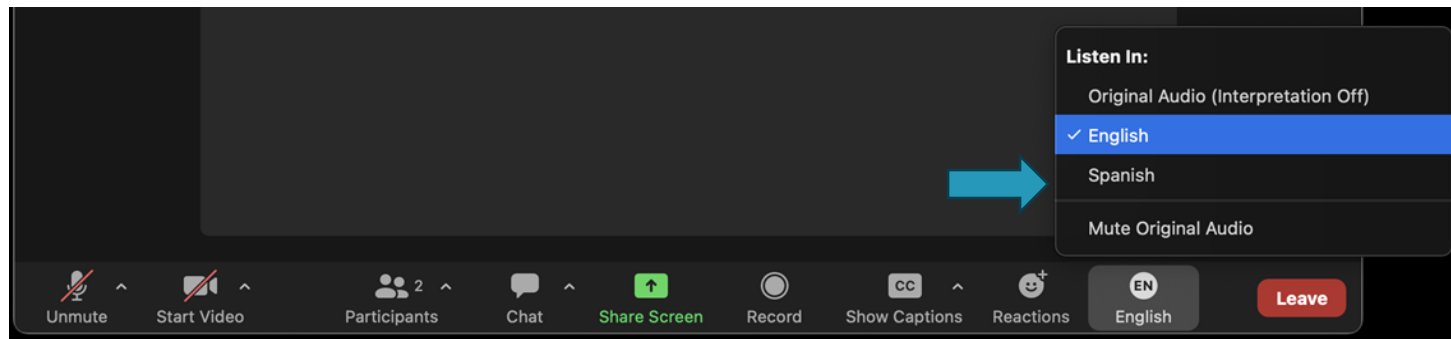 Listen In:
Original Audio (Interpretation Off)
English
Spanish
Mute Original Audio
2
CC
EN
Unmute
Start Video
Participants
Chat
Share Screen
Record
Show Captions
Reactions
English
Leave